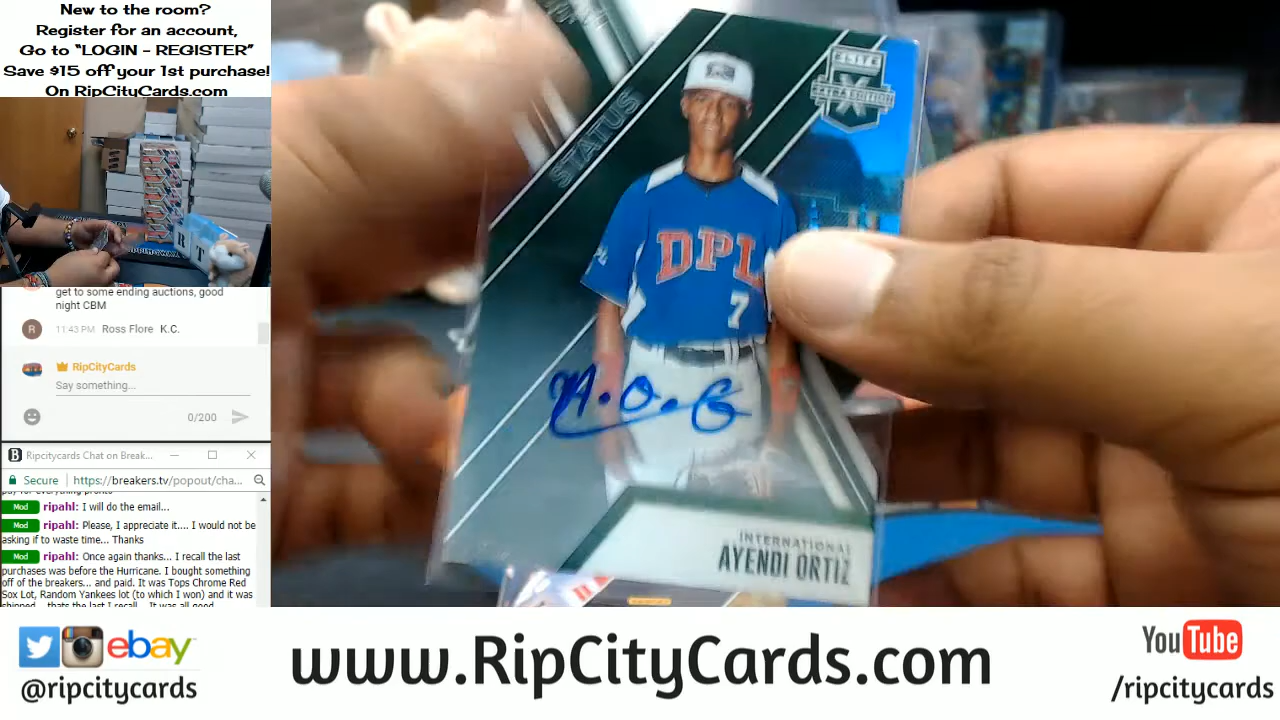 New to the room?
Register for an account,
Go to “LOGIN - REGISTER”
Save $15 off your 1st purchase!
On RipCityCards.com
get to some ending auctions, good
night CBM
R 11:43 PM Ross Flore K.C.
RipCityCards
Say something...
0/200
Ripcitycards Chat on Break...
Secure https://breakers.tv/popout/cha...
Mod ripahl: I will do the email...
Mod ripahl: Please, I appreciate it.... I would not be
asking if to waste time... Thanks
Mod ripahl: Once again thanks... I recall the last
purchases was before the Hurricane. I bought something
off of the breakers... and paid. It was Tops Chrome Red
Sox Lot, Random Yankees lot (to which I won) and it was
shipped... thats the last I recall... It was all good
STATUS
ELITE
EXTRA EDITION
X
DPL
7
A.O.G
INTERNATIONAL
AYENDI ORTIZ
ebay
@ripcitycards
www.RipCityCards.com
YouTube
/ripcitycards